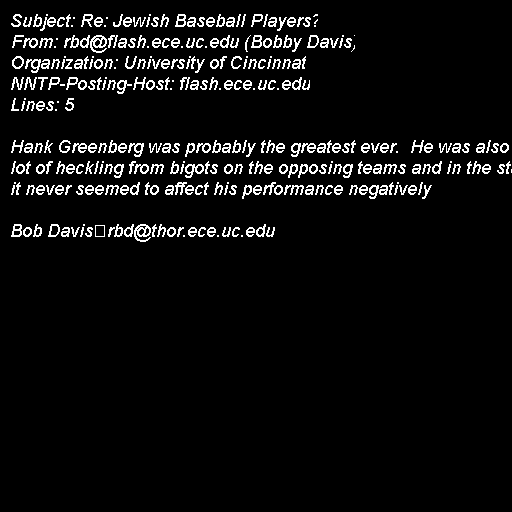 Subject: Re: Jewish Baseball Players?
From: rbd@flash.ece.uc.edu (Bobby Davis)
Organization: University of Cincinnat
NNTP-Posting-Host: flash.ece.uc.edu
Lines: 5

Hank Greenberg was probably the greatest ever.  He was also
lot of heckling from bigots on the opposing teams and in the
it never seemed to affect his performance negatively

Bob Davis rbd@thor.ece.uc.edu